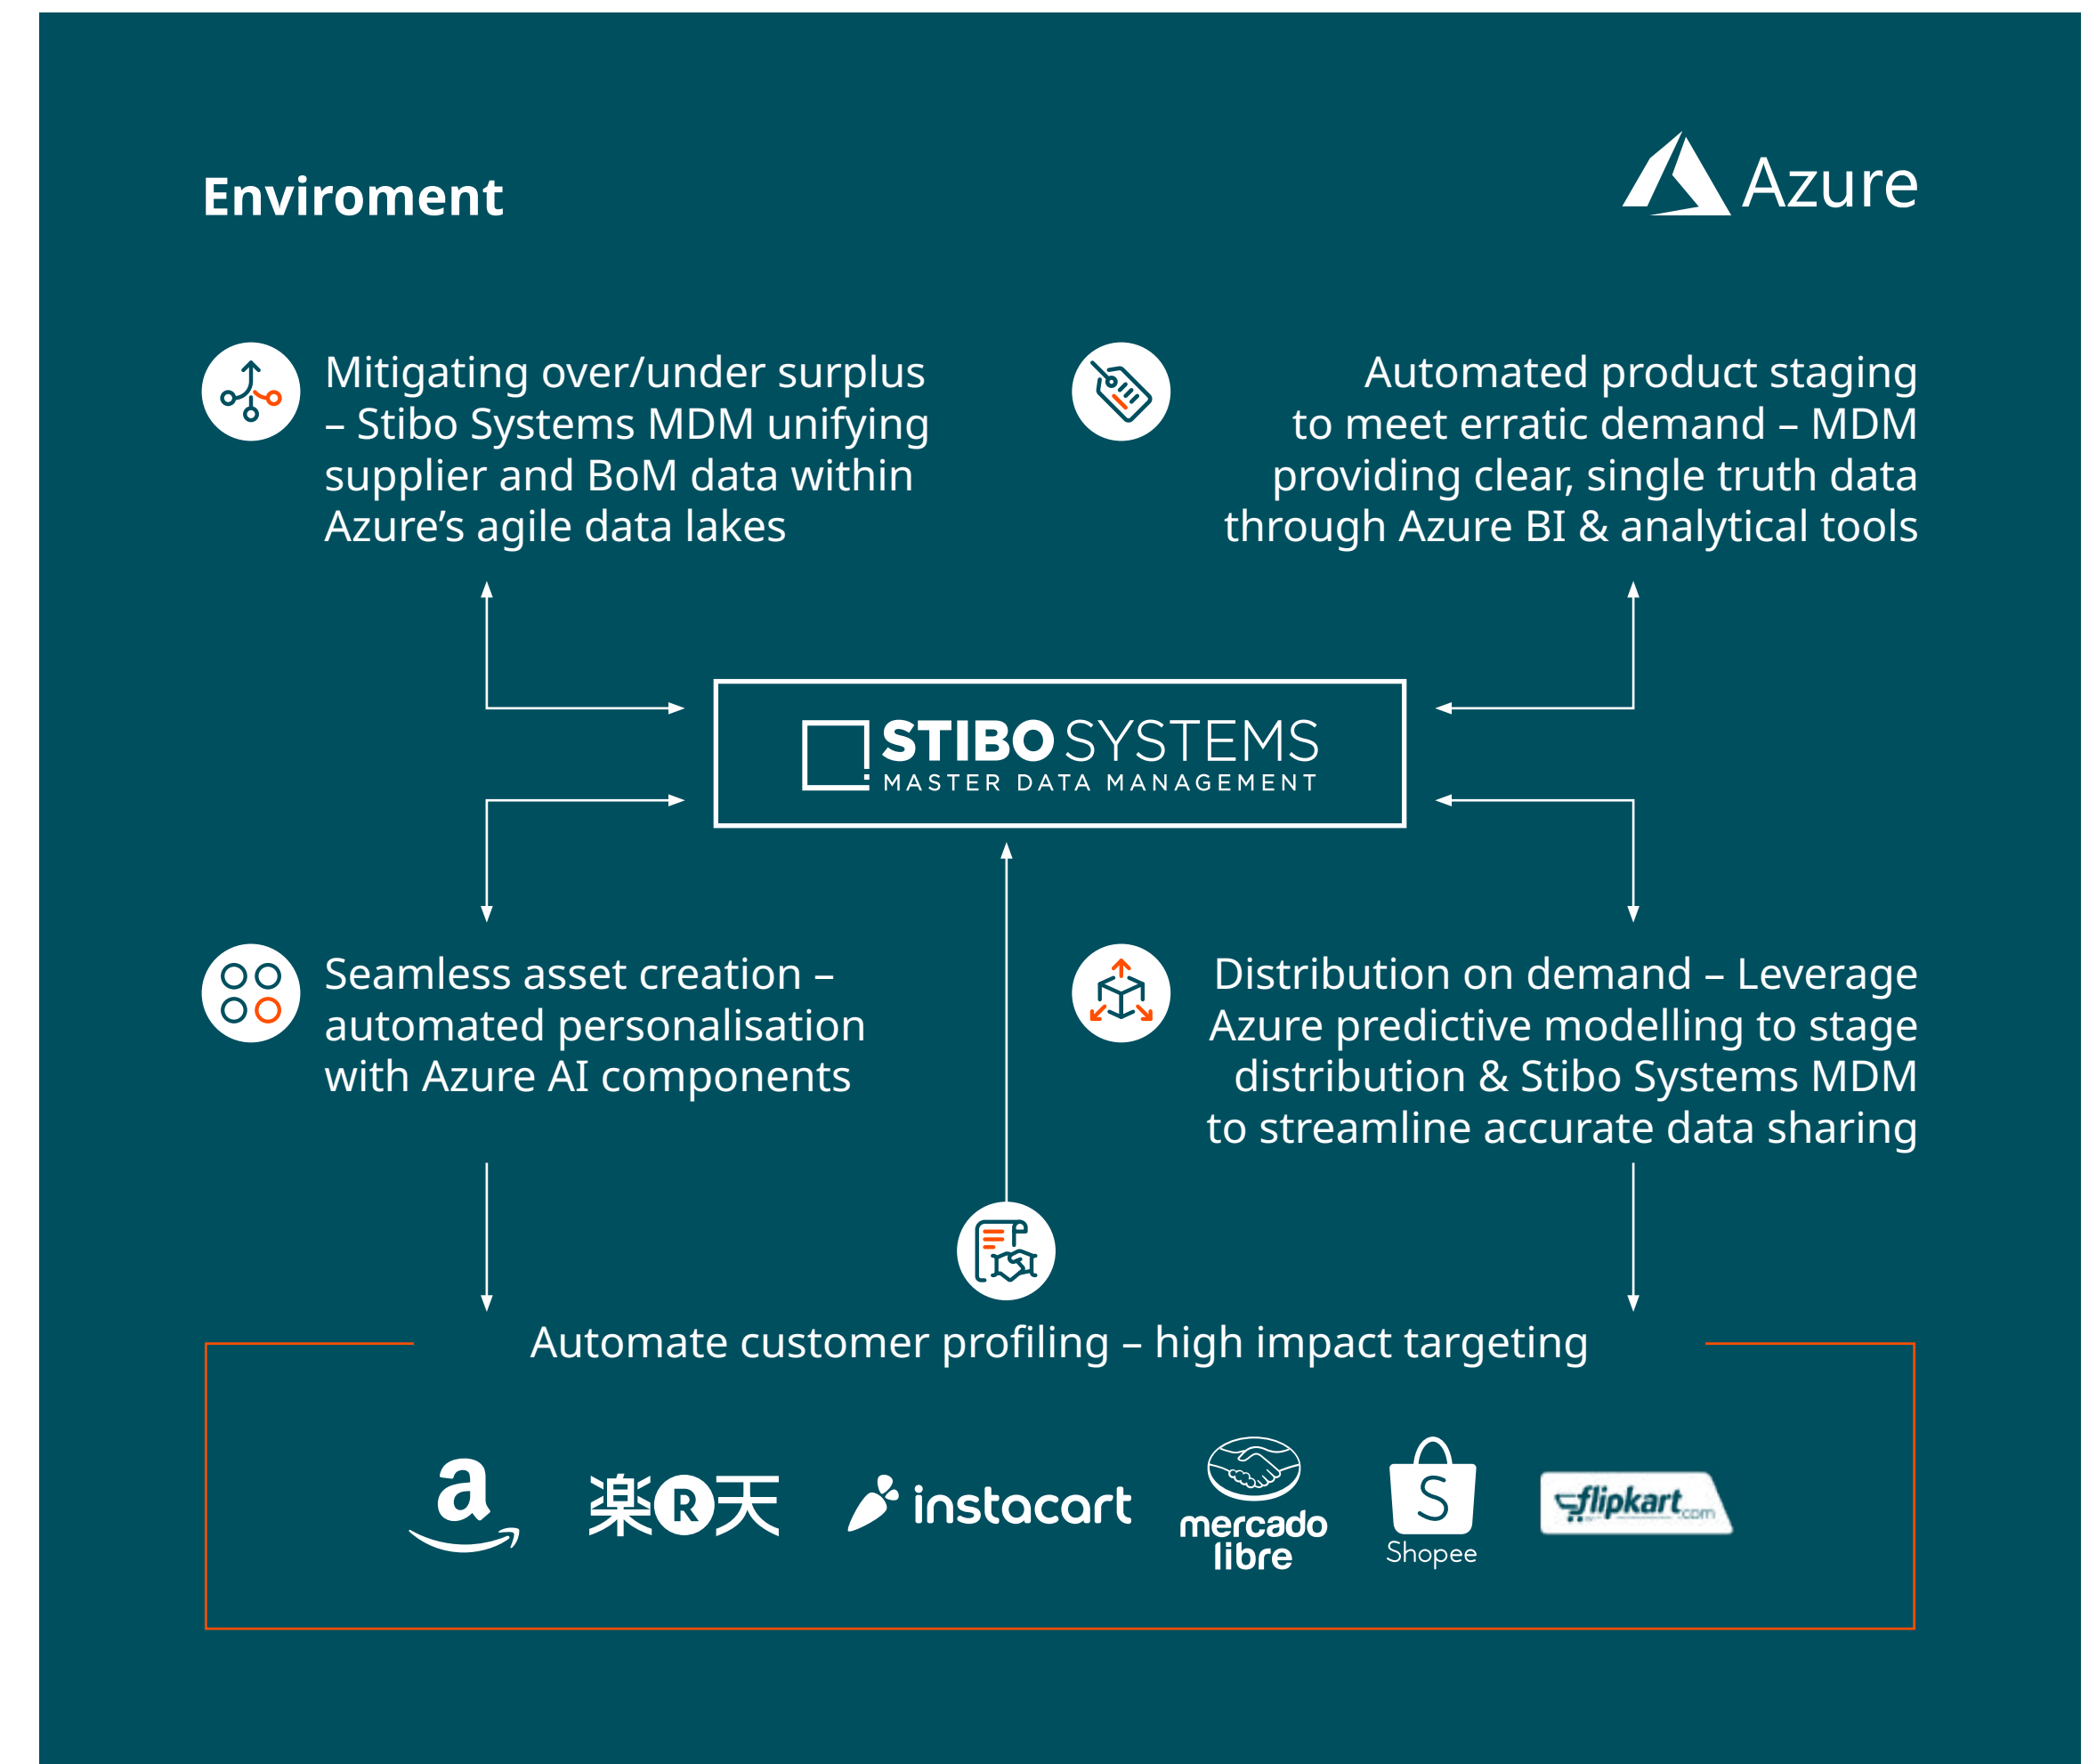 Enviroment
Azure
Mitigating over/under surplus
– Stibo Systems MDM unifying
supplier and BoM data within
Azure’s agile data lakes
Automated product staging
to meet erratic demand – MDM
providing clear, single truth data
through Azure BI & analytical tools
STIBO SYSTEMS
MASTER DATA MANAGEMENT
Seamless asset creation –
automated personalisation
with Azure AI components
Distribution on demand – Leverage
Azure predictive modelling to stage
distribution & Stibo Systems MDM
to streamline accurate data sharing
Automate customer profiling – high impact targeting
a
楽R天
instacart
mercado
libre
S
Shopee
flipkart.com